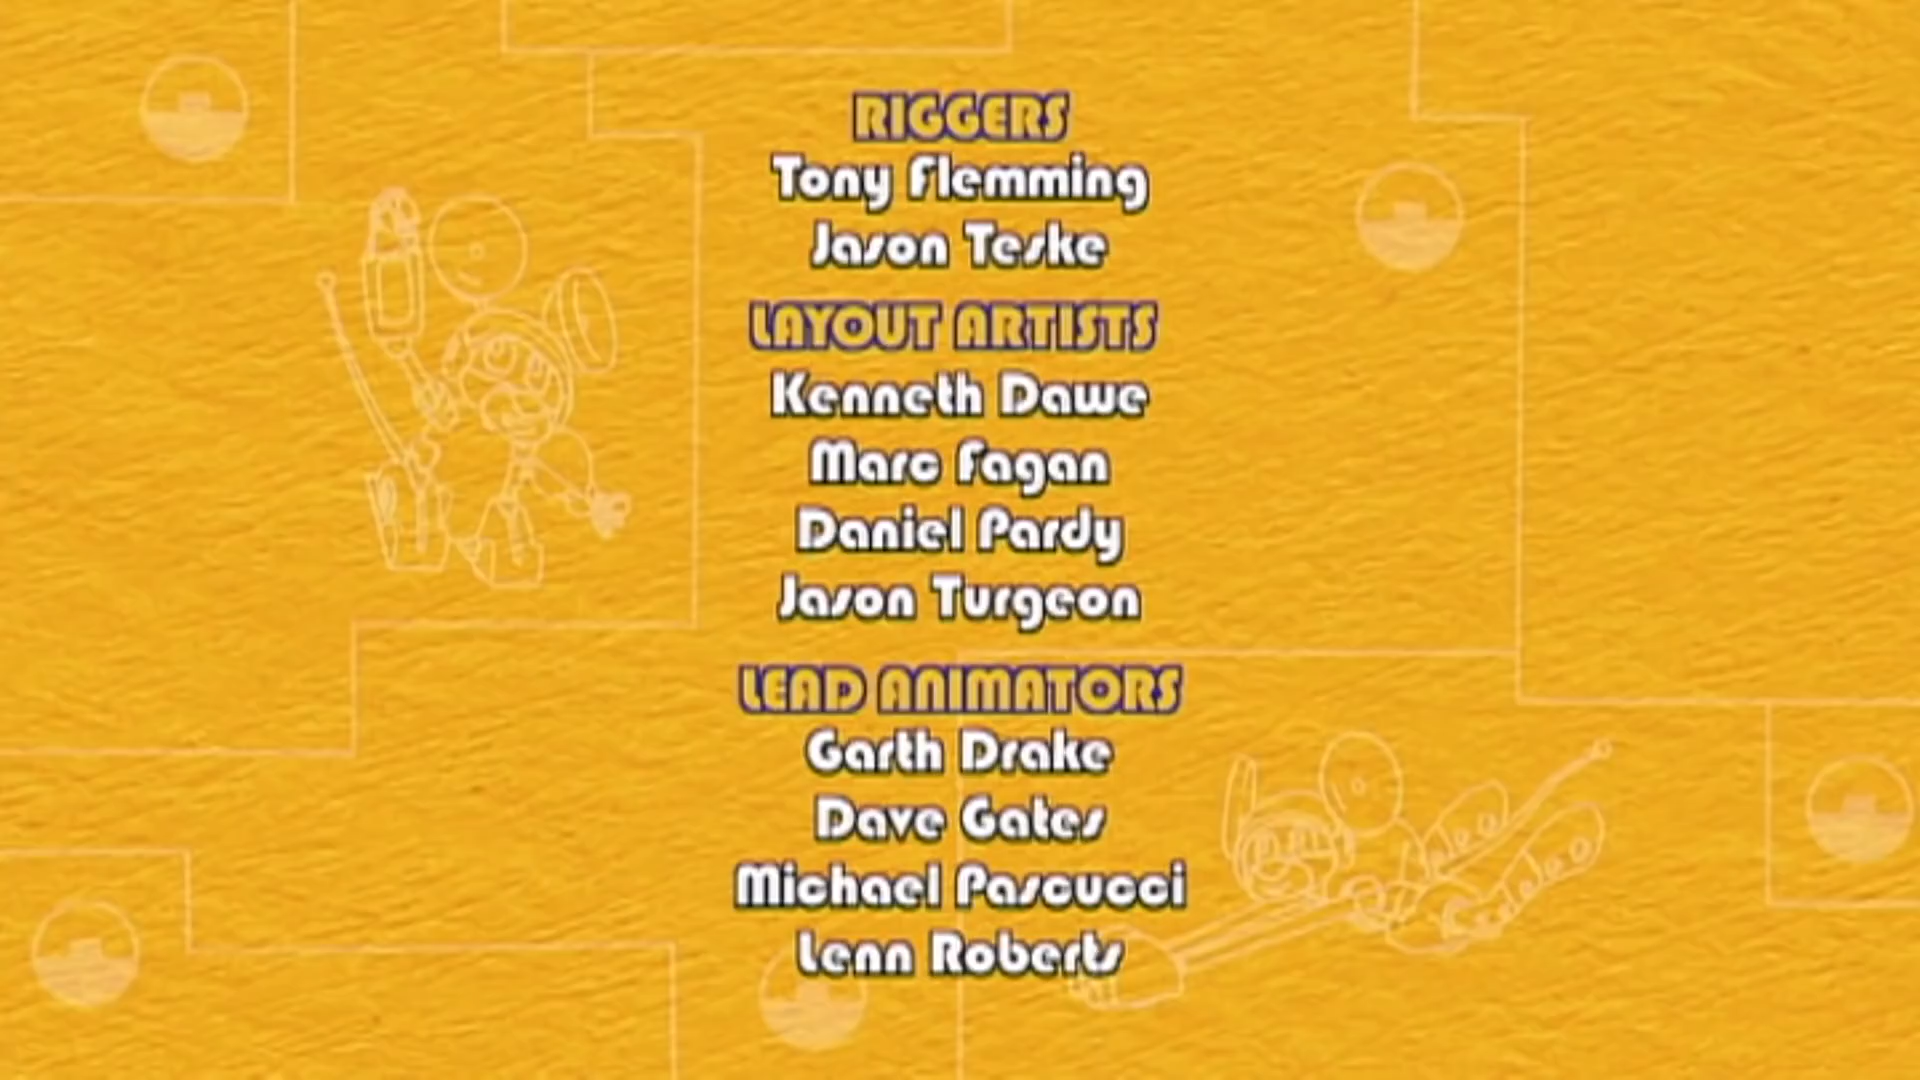 RIGGERS
Tony Flemming
Jason Teske
LAYOUT ARTISTS
Kenneth Dawe
Marc Fagan
Daniel Pardy
Jason Turgeon
LEAD ANIMATORS
Garth Drake
Dave Gates
Michael Pascucci
Lenn Roberts